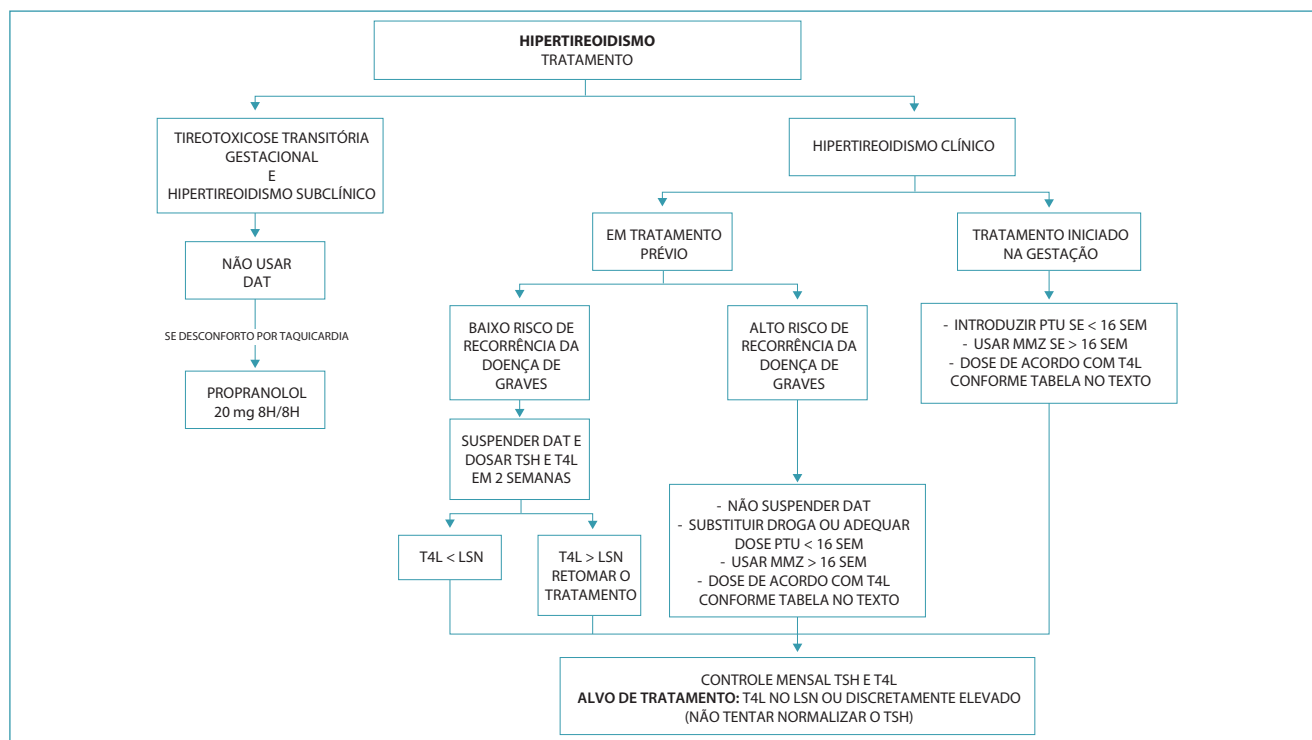 HIPERTIREOIDISMO
TRATAMENTO
TIREOTOXICOSE TRANSITÓRIA
GESTACIONAL
E
HIPERTIREOIDISMO SUBCLÍNICO
NÃO USAR
DAT
SE DESCONFORTO POR TAQUICARDIA
PROPRANOLOL
20 mg 8H/8H
HIPERTIREOIDISMO CLÍNICO
EM TRATAMENTO
PRÉVIO
BAIXO RISCO DE
RECORRÊNCIA DA
DOENÇA DE
GRAVES
SUSPENDER DAT E
DOSAR TSH E T4L
EM 2 SEMANAS
T4L < LSN
T4L > LSN
RETOMAR O
TRATAMENTO
ALTO RISCO DE
RECORRÊNCIA DA
DOENÇA DE
GRAVES
- NÃO SUSPENDER DAT
- SUBSTITUIR DROGA OU ADEQUAR
DOSE PTU < 16 SEM
- USAR MMZ > 16 SEM
- DOSE DE ACORDO COM T4L
CONFORME TABELA NO TEXTO
TRATAMENTO INICIADO
NA GESTAÇÃO
- INTRODUZIR PTU SE < 16 SEM
- USAR MMZ SE > 16 SEM
- DOSE DE ACORDO COM T4L
CONFORME TABELA NO TEXTO
CONTROLE MENSAL TSH E T4L
ALVO DE TRATAMENTO: T4L NO LSN OU DISCRETAMENTE ELEVADO
(NÃO TENTAR NORMALIZAR O TSH)